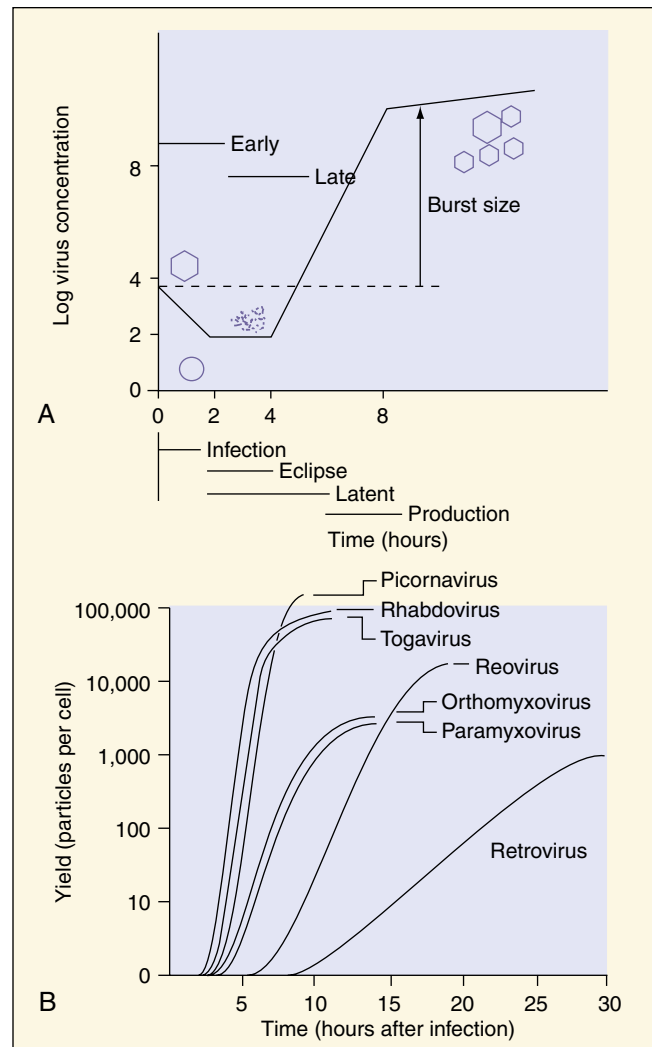 Log virus concentration
8
4
2
0
Early
Late
Burst size
A
0 2 4 8
Infection
Eclipse
Latent
Production
Time (hours)
Yield (particles per cell)
100,000
10,000
1,000
100
10
0
Picornavirus
Rhabdovirus
Togavirus
Reovirus
Orthomyxovirus
Paramyxovirus
Retrovirus
B
5 10 15 20 25 30
Time (hours after infection)